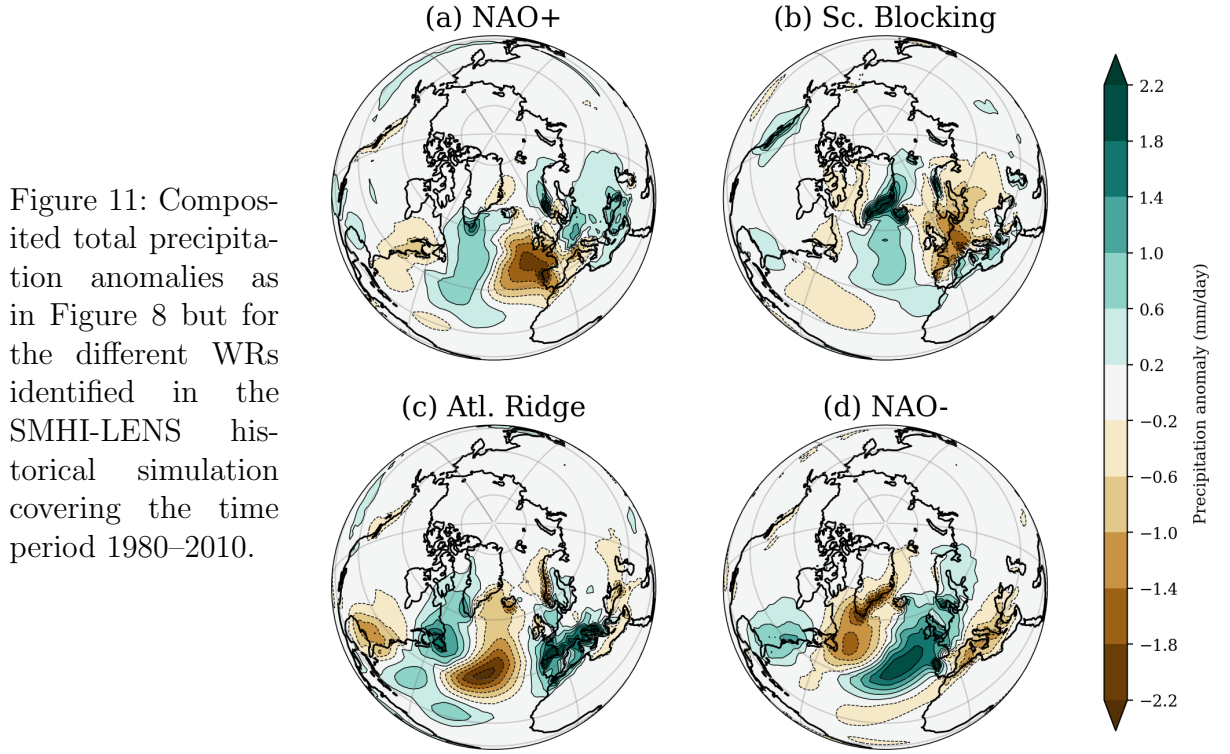 (a) NAO+
(b) Sc. Blocking
Figure 11: Compos-
ited total precipita-
tion anomalies as
in Figure 8 but for
the different WRs
identified in the
SMHI-LENS his-
torical simulation
covering the time
period 1980–2010.
(c) Atl. Ridge
(d) NAO-
2.2
1.8
1.4
1.0
0.6
0.2
−0.2
−0.6
−1.0
−1.4
−1.8
−2.2
Precipitation anomaly (mm/day)